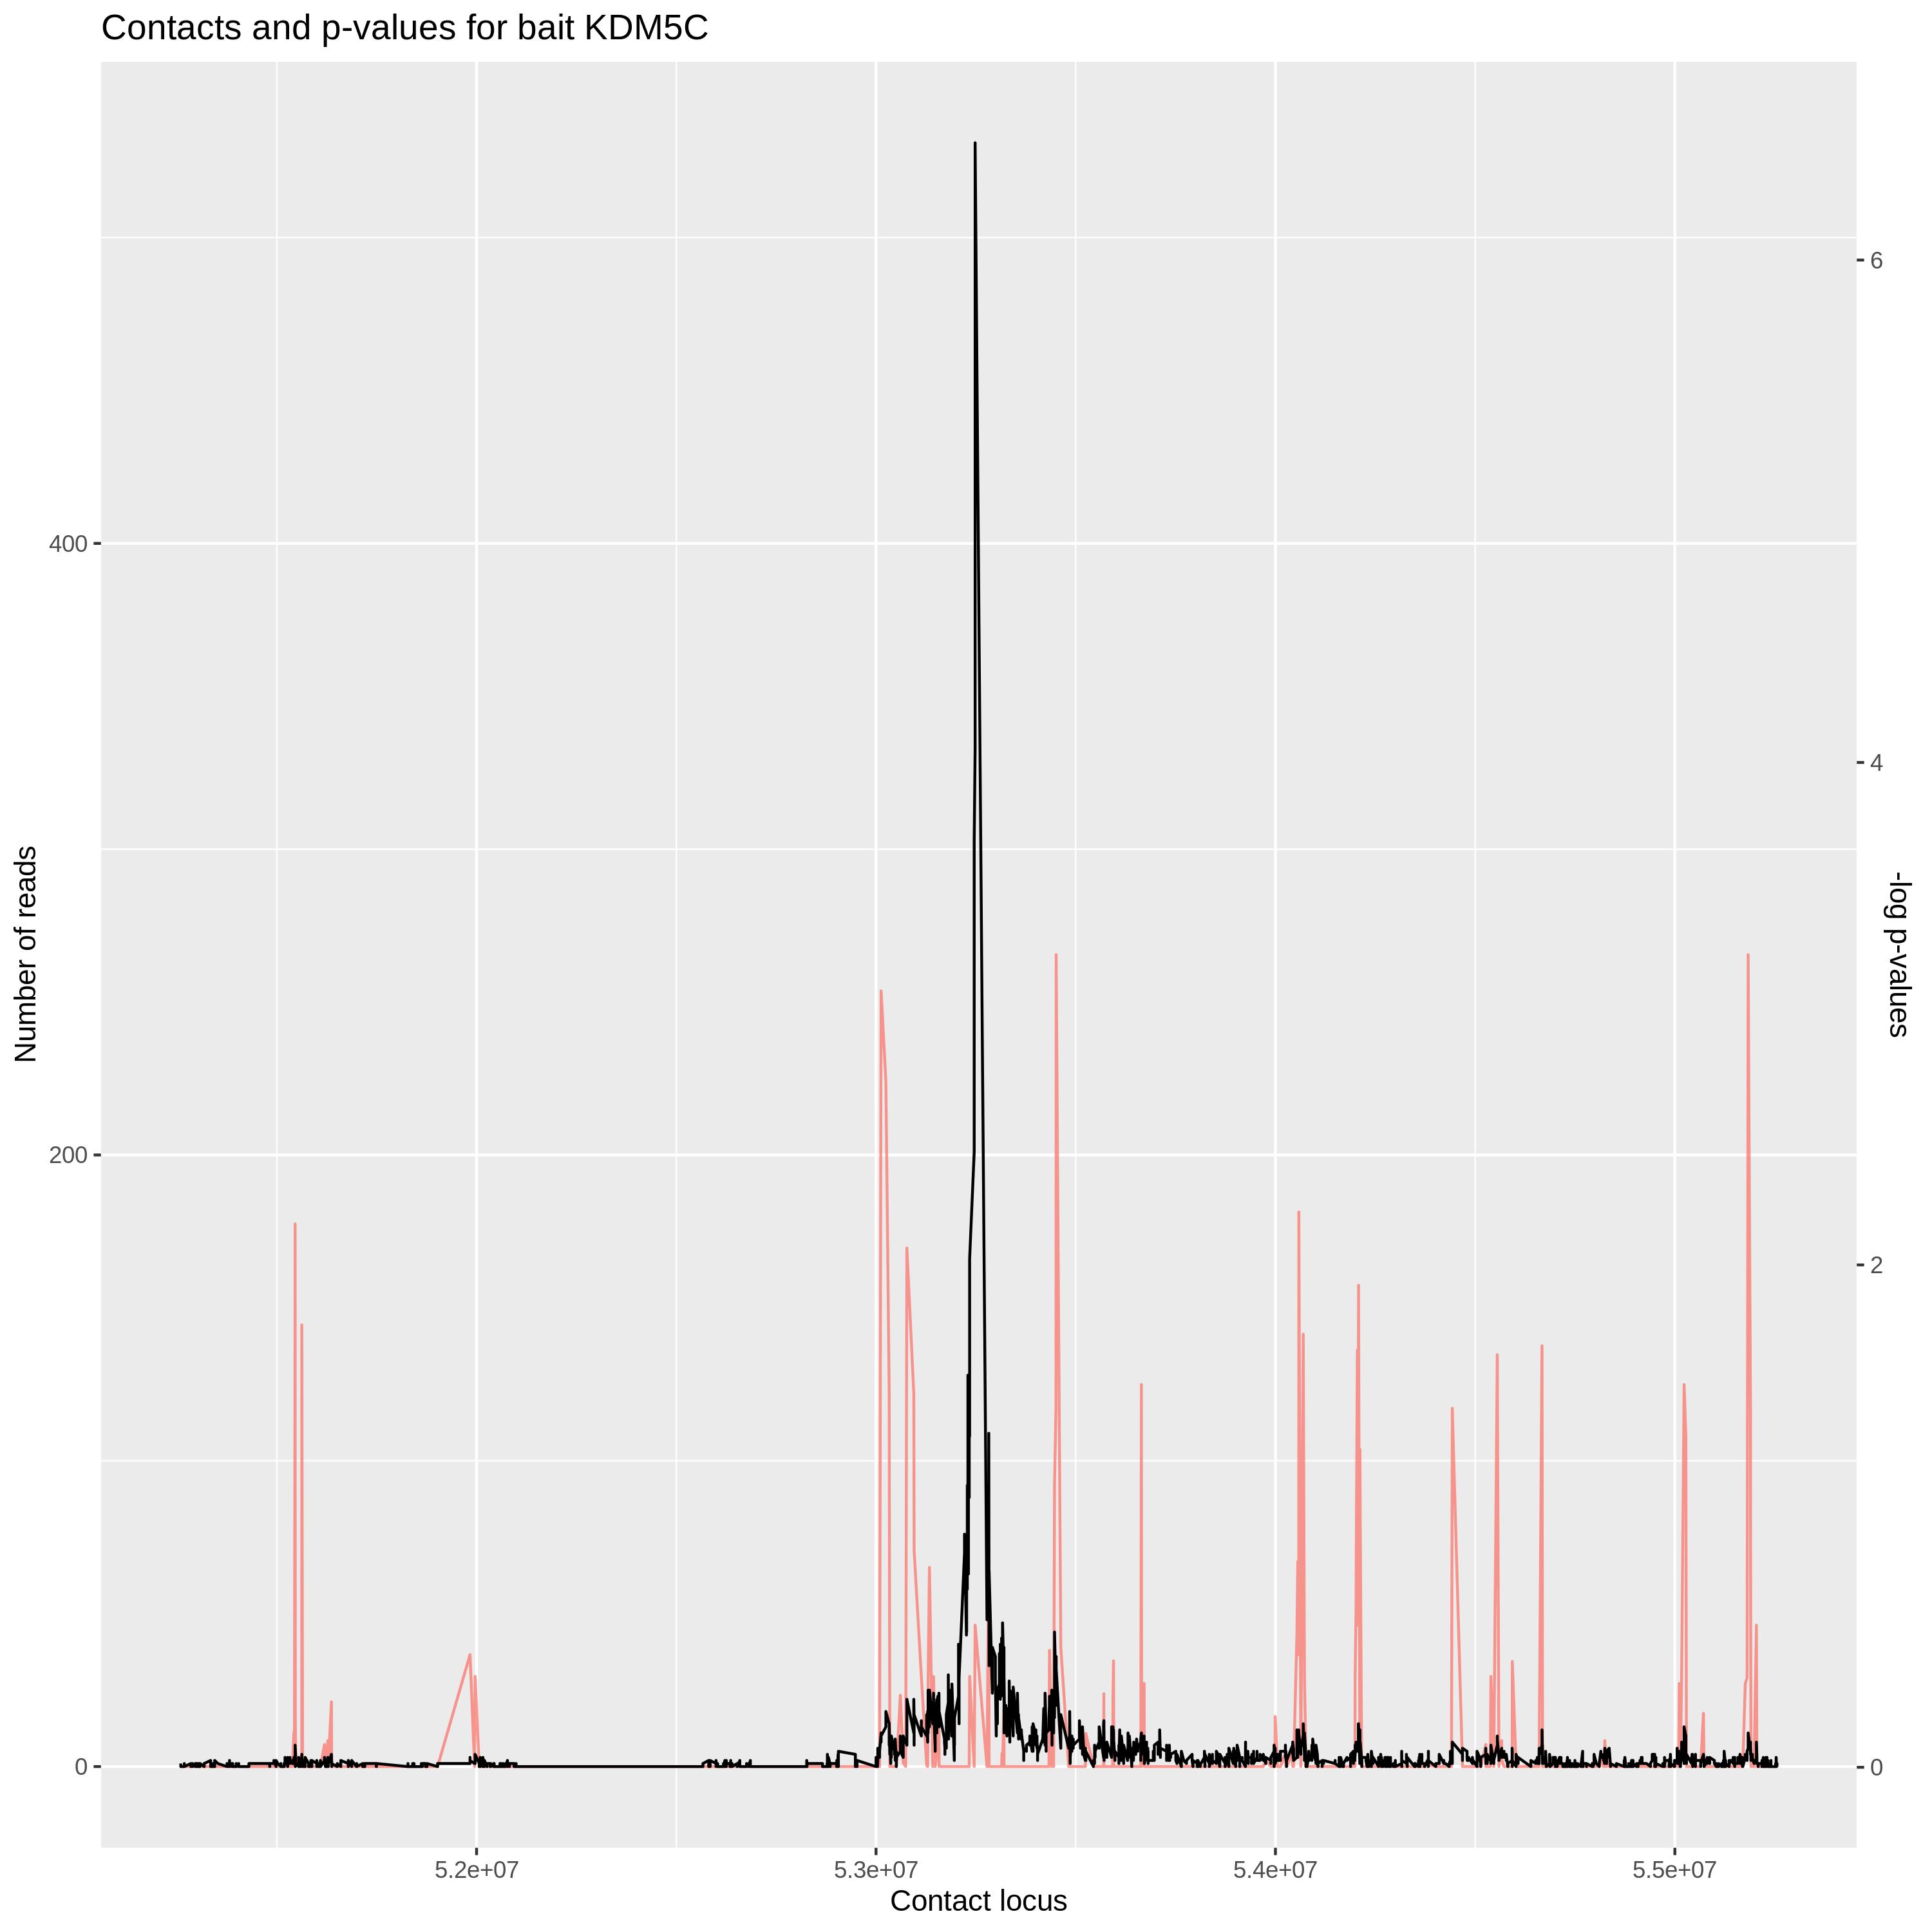 Contacts and p-values for bait KDM5C
Number of reads
400
200
0
6
4
2
0
-log p-values
5.2e+07
5.3e+07
5.4e+07
5.5e+07
Contact locus